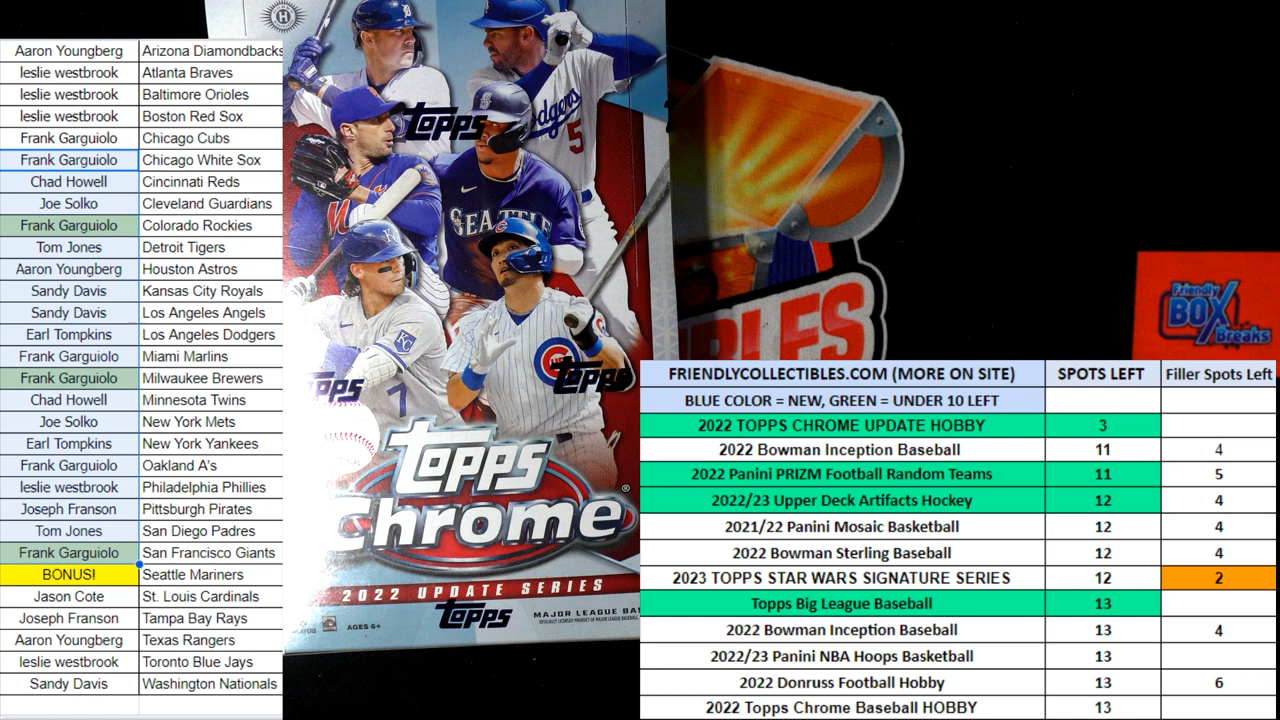 Aaron Youngberg Arizona Diamondbacks
leslie westbrook Atlanta Braves
leslie westbrook Baltimore Orioles
leslie westbrook Boston Red Sox
Frank Garguiolo Chicago Cubs
Frank Garguiolo Chicago White Sox
Chad Howell Cincinnati Reds
Joe Solko Cleveland Guardians
Frank Garguiolo Colorado Rockies
Tom Jones Detroit Tigers
Aaron Youngberg Houston Astros
Sandy Davis Kansas City Royals
Sandy Davis Los Angeles Angels
Earl Tompkins Los Angeles Dodgers
Frank Garguiolo Miami Marlins
Frank Garguiolo Milwaukee Brewers
Chad Howell Minnesota Twins
Joe Solko New York Mets
Earl Tompkins New York Yankees
Frank Garguiolo Oakland A's
leslie westbrook Philadelphia Phillies
Joseph Franson Pittsburgh Pirates
Tom Jones San Diego Padres
Frank Garguiolo San Francisco Giants
BONUS! Seattle Mariners
Jason Cote St. Louis Cardinals
Joseph Franson Tampa Bay Rays
Aaron Youngberg Texas Rangers
leslie westbrook Toronto Blue Jays
Sandy Davis Washington Nationals
H
Topps
Dodgers
5
M
SEATTLE
KC
7
C
TOPPS
Topps
Topps
Chrome
®
2022 UPDATE SERIES
AGES 6+
Topps
MAJOR LEAGUE BA
BLES
Friendly
BOX
Breaks
FRIENDLYCOLLECTIBLES.COM (MORE ON SITE) SPOTS LEFT Filler Spots Left
BLUE COLOR = NEW, GREEN = UNDER 10 LEFT
2022 TOPPS CHROME UPDATE HOBBY 3
2022 Bowman Inception Baseball 11 4
2022 Panini PRIZM Football Random Teams 11 5
2022/23 Upper Deck Artifacts Hockey 12 4
2021/22 Panini Mosaic Basketball 12 4
2022 Bowman Sterling Baseball 12 4
2023 TOPPS STAR WARS SIGNATURE SERIES 12 2
Topps Big League Baseball 13
2022 Bowman Inception Baseball 13 4
2022/23 Panini NBA Hoops Basketball 13
2022 Donruss Football Hobby 13 6
2022 Topps Chrome Baseball HOBBY 13